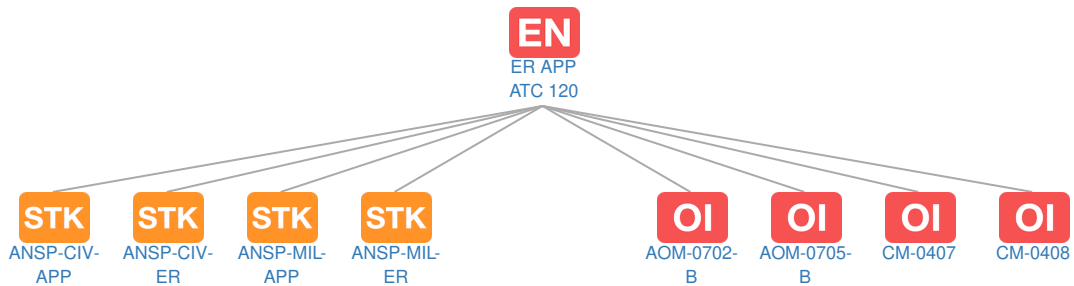 EN
ER APP
ATC 120
STK
STK
STK
STK
OI
OI
OI
OI
ANSP-CIV-
APP
ANSP-CIV-
ER
ANSP-MIL-
APP
ANSP-MIL-
ER
AOM-0702-
B
AOM-0705-
B
CM-0407
CM-0408